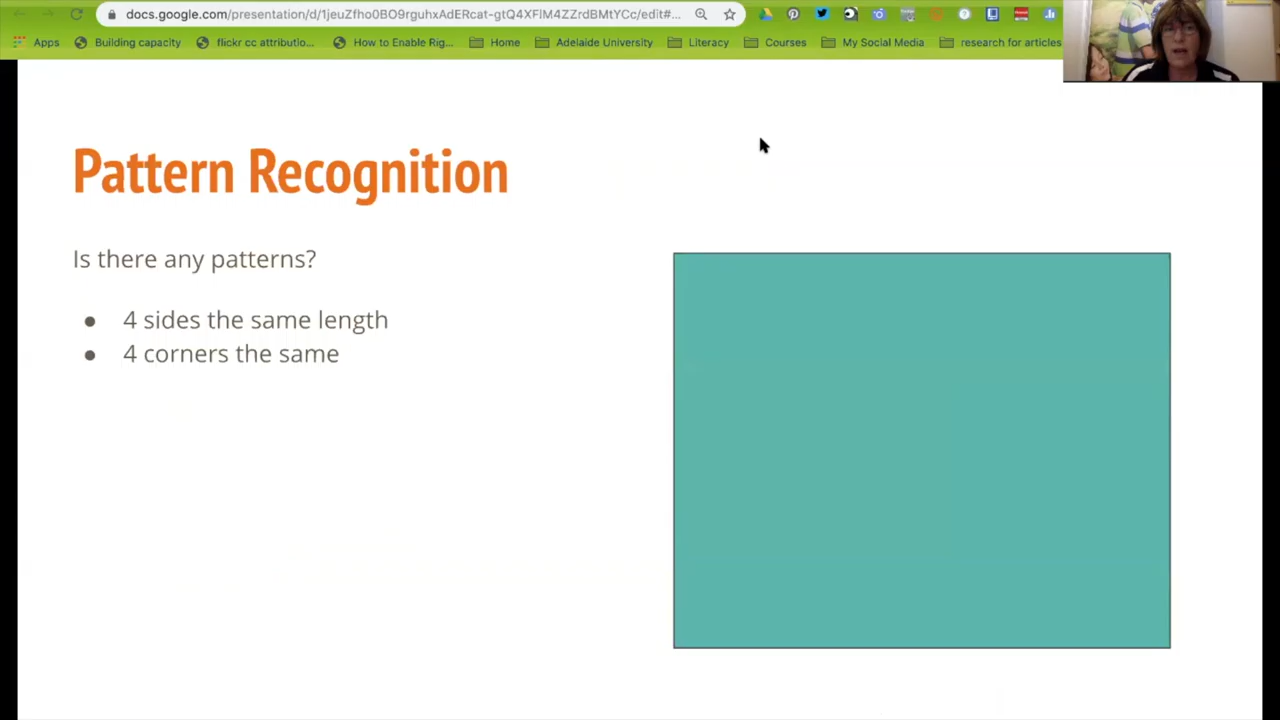 docs.google.com/presentation/d/1jeuZfho0BO9rguhxAdERcat-gtQ4XFlM4ZZrdBMtYCc/edit#...
Apps Building capacity flickr cc attributio... How to Enable Rig... Home Adelaide University Literacy Courses My Social Media research for articles
Pattern Recognition
Is there any patterns?
● 4 sides the same length
● 4 corners the same